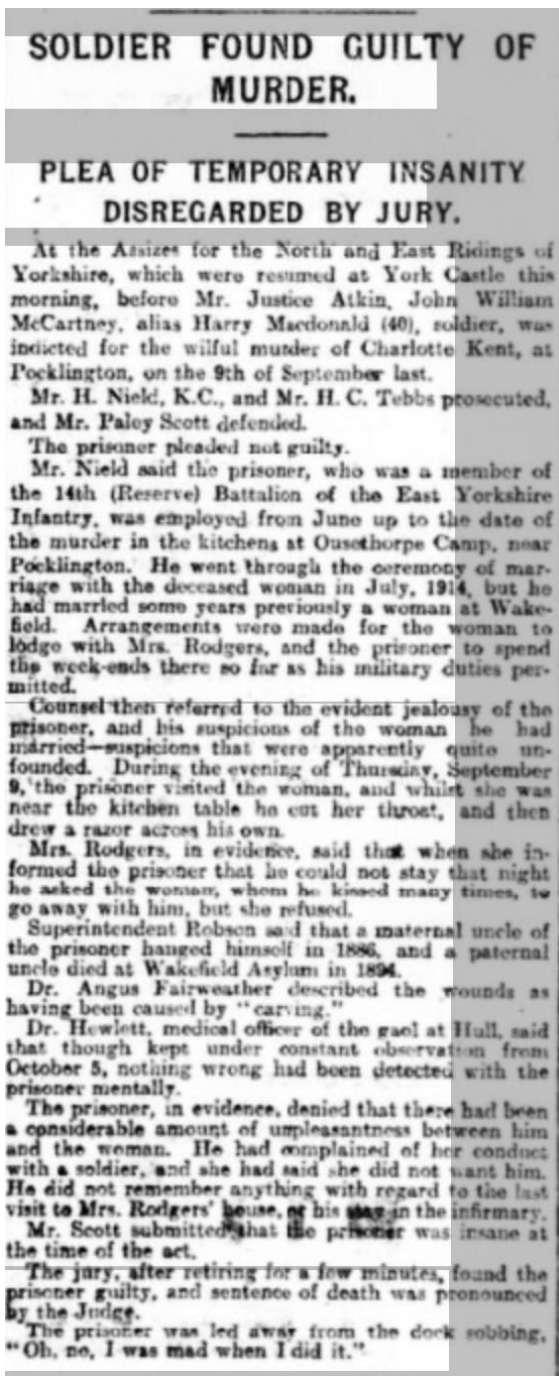 SOLDIER FOUND GUILTY OF
MURDER.
PLEA OF TEMPORARY INSANITY
DISREGARDED BY JURY.
At the Assizes for the North and East Ridings of
Yorkshire, which were resumed at York Castle this
morning, before Mr. Justice Atkin, John William
McCartney, alias Harry Macdonald (40), soldier, was
indicted for the wilful murder of Charlotte Kent, at
Pocklington, on the 9th of September last.
Mr. H. Nield, K.C., and Mr. H. C. Tebbs prosecuted,
and Mr. Paley Scott defended.
The prisoner pleaded not guilty.
Mr. Nield said the prisoner, who was a member of
the 14th (Reserve) Battalion of the East Yorkshire
Infantry, was employed from June up to the date of
the murder in the kitchens at Ousethorpe Camp, near
Pocklington. He went through the ceremony of mar-
riage with the deceased woman in July, 1914, but he
had married some years previously a woman at Wake-
field. Arrangements were made for the woman to
lodge with Mrs. Rodgers, and the prisoner to spend
the week-ends there so far as his military duties per-
mitted.
Counsel then referred to the evident jealousy of the
prisoner, and his suspicions of the woman he had
married—suspicions that were apparently quite un-
founded. During the evening of Thursday, September
9, the prisoner visited the woman, and whilst she was
near the kitchen table he cut her throat, and then
drew a razor across his own.
Mrs. Rodgers, in evidence, said that when she in-
formed the prisoner that he could not stay that night
he asked the woman, whom he kissed many times, to
go away with him, but she refused.
Superintendent Robson said that a maternal uncle of
the prisoner hanged himself in 1886, and a paternal
uncle died at Wakefield Asylum in 1894.
Dr. Angus Fairweather described the wounds as
having been caused by "carving."
Dr. Hewlett, medical officer of the gaol at Hull, said
that though kept under constant observation from
October 5, nothing wrong had been detected with the
prisoner mentally.
The prisoner, in evidence, denied that there had been
a considerable amount of unpleasantness between him
and the woman. He had complained of her conduct
with a soldier, and she had said she did not want him.
He did not remember anything with regard to the last
visit to Mrs. Rodgers' house, or his stay in the infirmary.
Mr. Scott submitted that the prisoner was insane at
the time of the act.
The jury, after retiring for a few minutes, found the
prisoner guilty, and sentence of death was pronounced
by the Judge.
The prisoner was led away from the dock sobbing,
"Oh, no, I was mad when I did it."